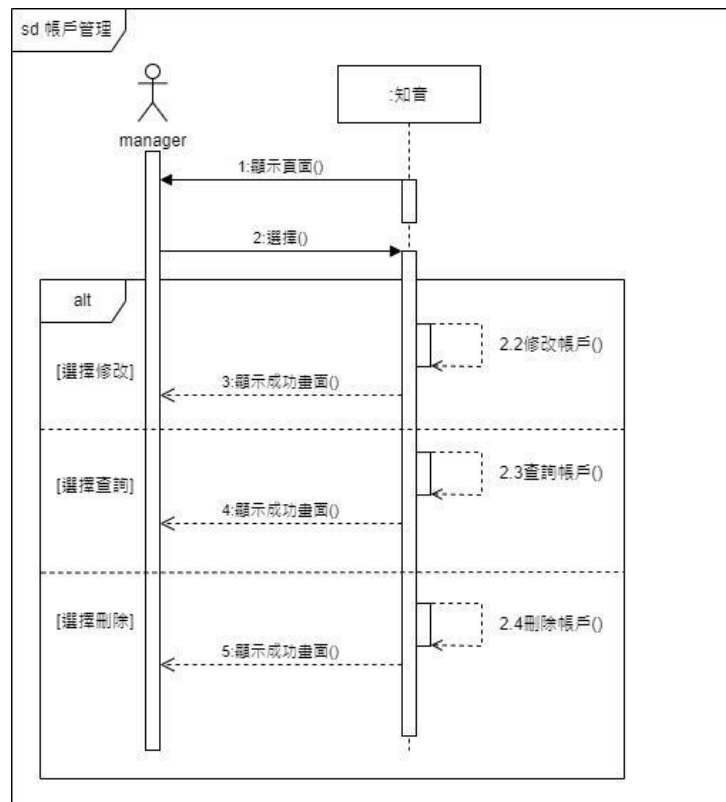 sd 帳戶管理
manager
:知音
1:顯示頁面()
2:選擇()
alt
[選擇修改]
2.2修改帳戶()
3:顯示成功畫面()
[選擇查詢]
2.3查詢帳戶()
4:顯示成功畫面()
[選擇刪除]
2.4刪除帳戶()
5:顯示成功畫面()